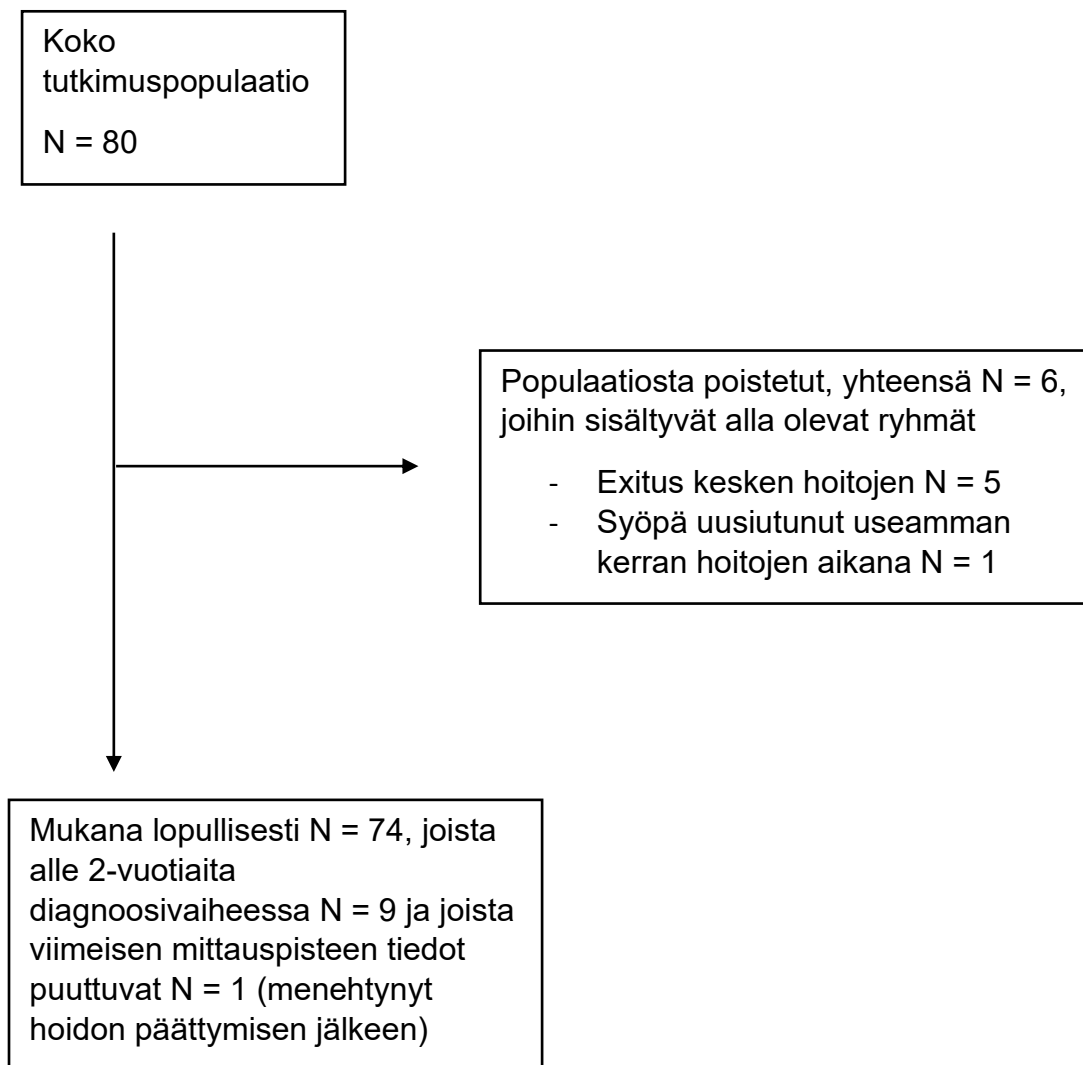 Koko
tutkimuspopulaatio
N = 80
Populaatiosta poistetut, yhteensä N = 6,
joihin sisältyvät alla olevat ryhmät
- Exitus kesken hoitojen N = 5
- Syöpä uusiutunut useamman
kerran hoitojen aikana N = 1
Mukana lopullisesti N = 74, joista
alle 2-vuotiaita
diagnoosivaiheessa N = 9 ja joista
viimeisen mittauspisteen tiedot
puuttuvat N = 1 (menehtynyt
hoidon päättymisen jälkeen)